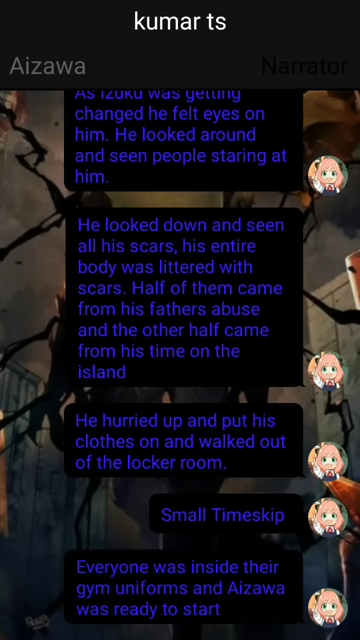 kumar ts
Aizawa
Narrator
As Izuku was getting
changed he felt eyes on
him. He looked around
and seen people staring at
him.
He looked down and seen
all his scars, his entire
body was littered with
scars. Half of them came
from his fathers abuse
and the other half came
from his time on the
island
He hurried up and put his
clothes on and walked out
of the locker room.
Small Timeskip
Everyone was inside their
gym uniforms and Aizawa
was ready to start